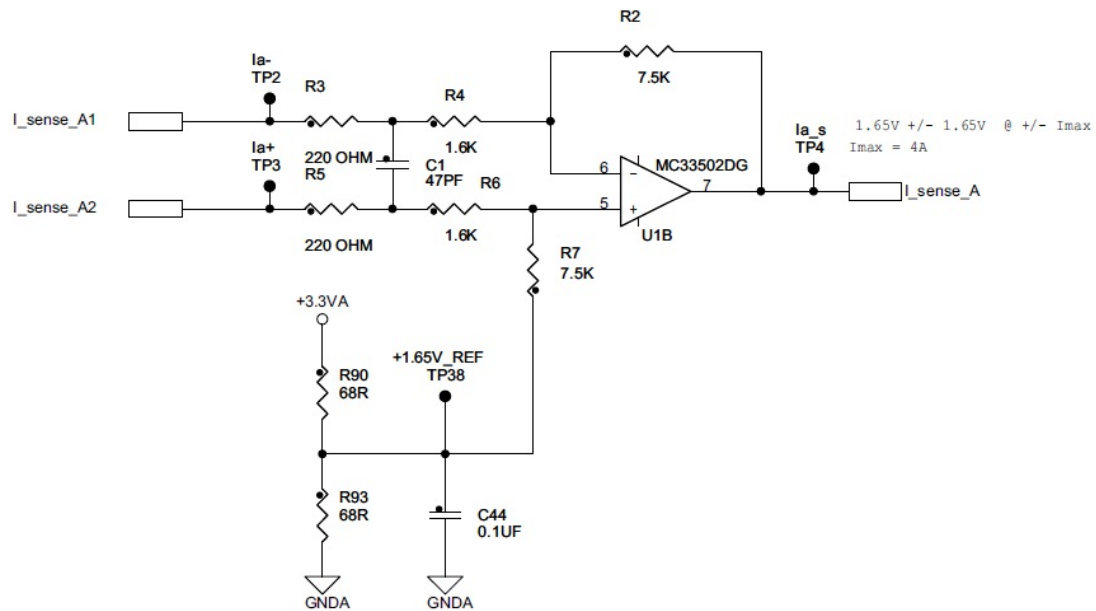 R2
7.5K
Ia-
TP2
R3
R4
I_sense_A1
220 OHM
1.6K
Ia+
TP3
R5
C1
47PF
R6
I_sense_A2
220 OHM
1.6K
6
5
7
MC33502DG
U1B
Ia_s
TP4
1.65V +/- 1.65V @ +/- Imax
Imax = 4A
I_sense_A
R7
7.5K
+3.3VA
+1.65V_REF
TP38
R90
68R
R93
68R
C44
0.1UF
GNDA
GNDA